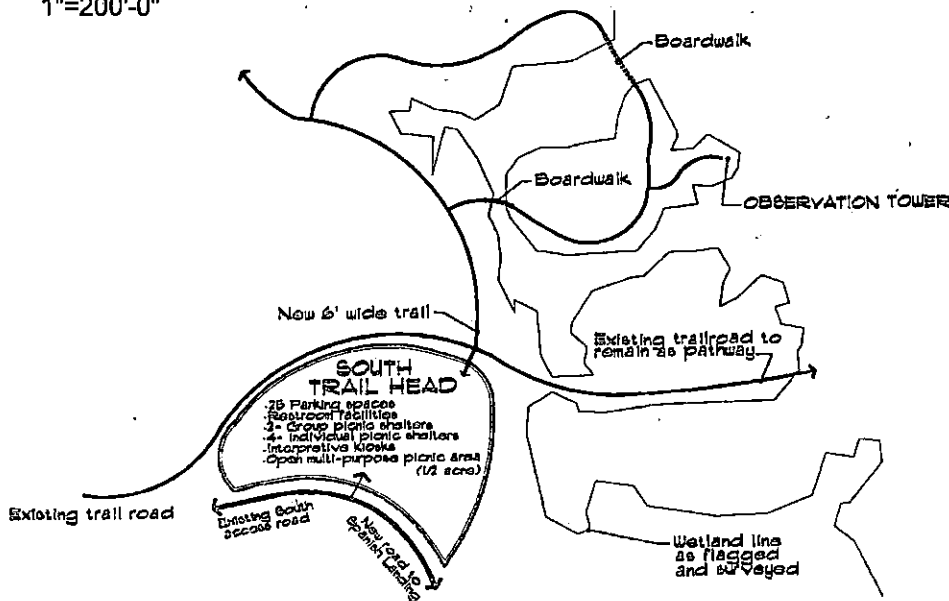 1"=200'-0"
Boardwalk
Boardwalk
OBSERVATION TOWER
New 6' wide trail
Existing trailroad to
remain as pathway
SOUTH
TRAIL HEAD
-25 Parking spaces
-Restroom facilities
-2- Group picnic shelters
-4- Individual picnic shelters
-Interpretive kiosks
-Open multi-purpose picnic area
(1/2 acre)
Existing trail road
Existing South
access road
New road to
Spanish Landing
Wetland line
as flagged
and surveyed